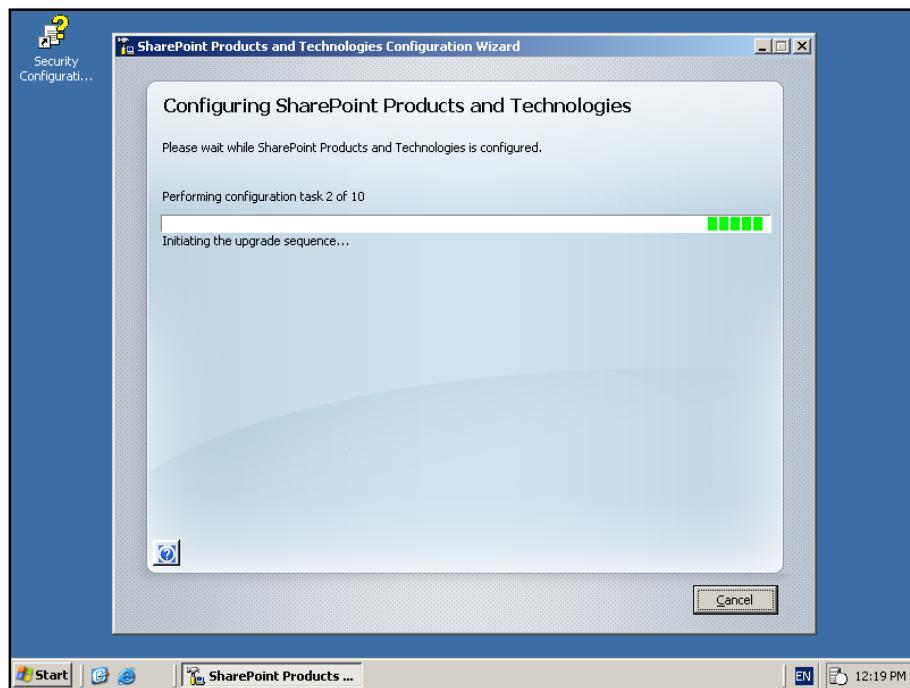 Security
Configurati...
SharePoint Products and Technologies Configuration Wizard
Configuring SharePoint Products and Technologies
Please wait while SharePoint Products and Technologies is configured.
Performing configuration task 2 of 10
Initiating the upgrade sequence...
Cancel
Start
SharePoint Products ...
EN
12:19 PM